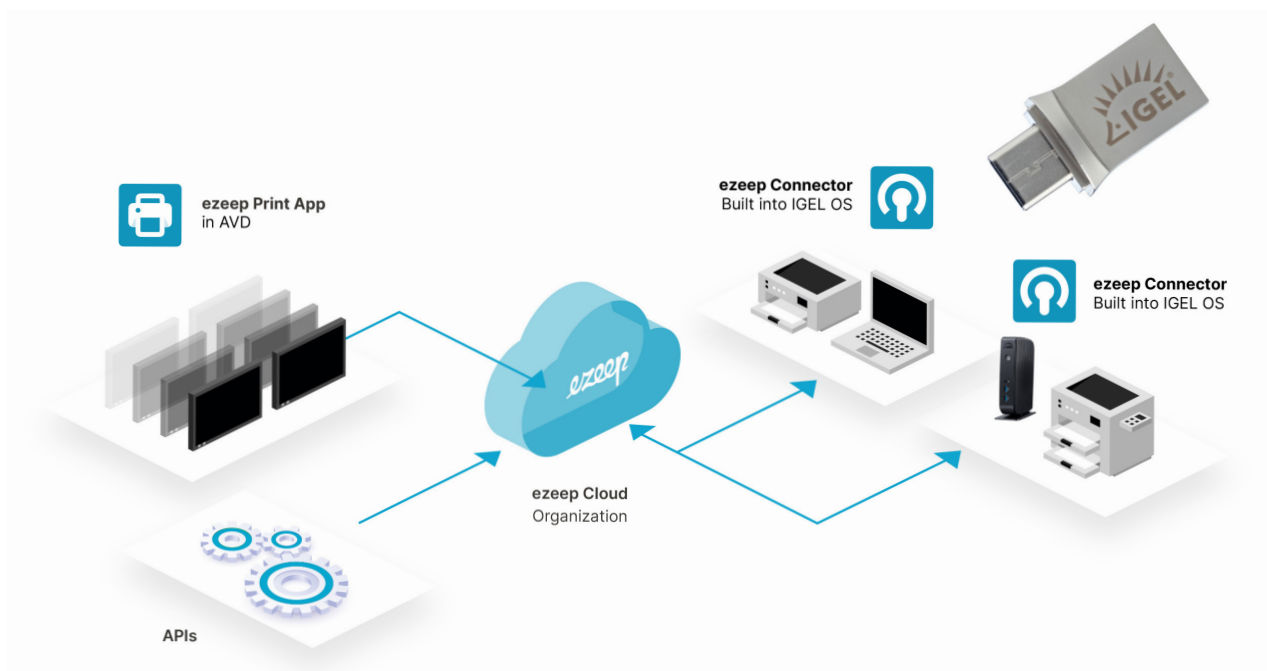 IGEL
ezeep Connector
Built into IGEL OS
ezeep Print App
in AVD
ezeep Connector
Built into IGEL OS
ezeep
ezeep Cloud
Organization
APIs